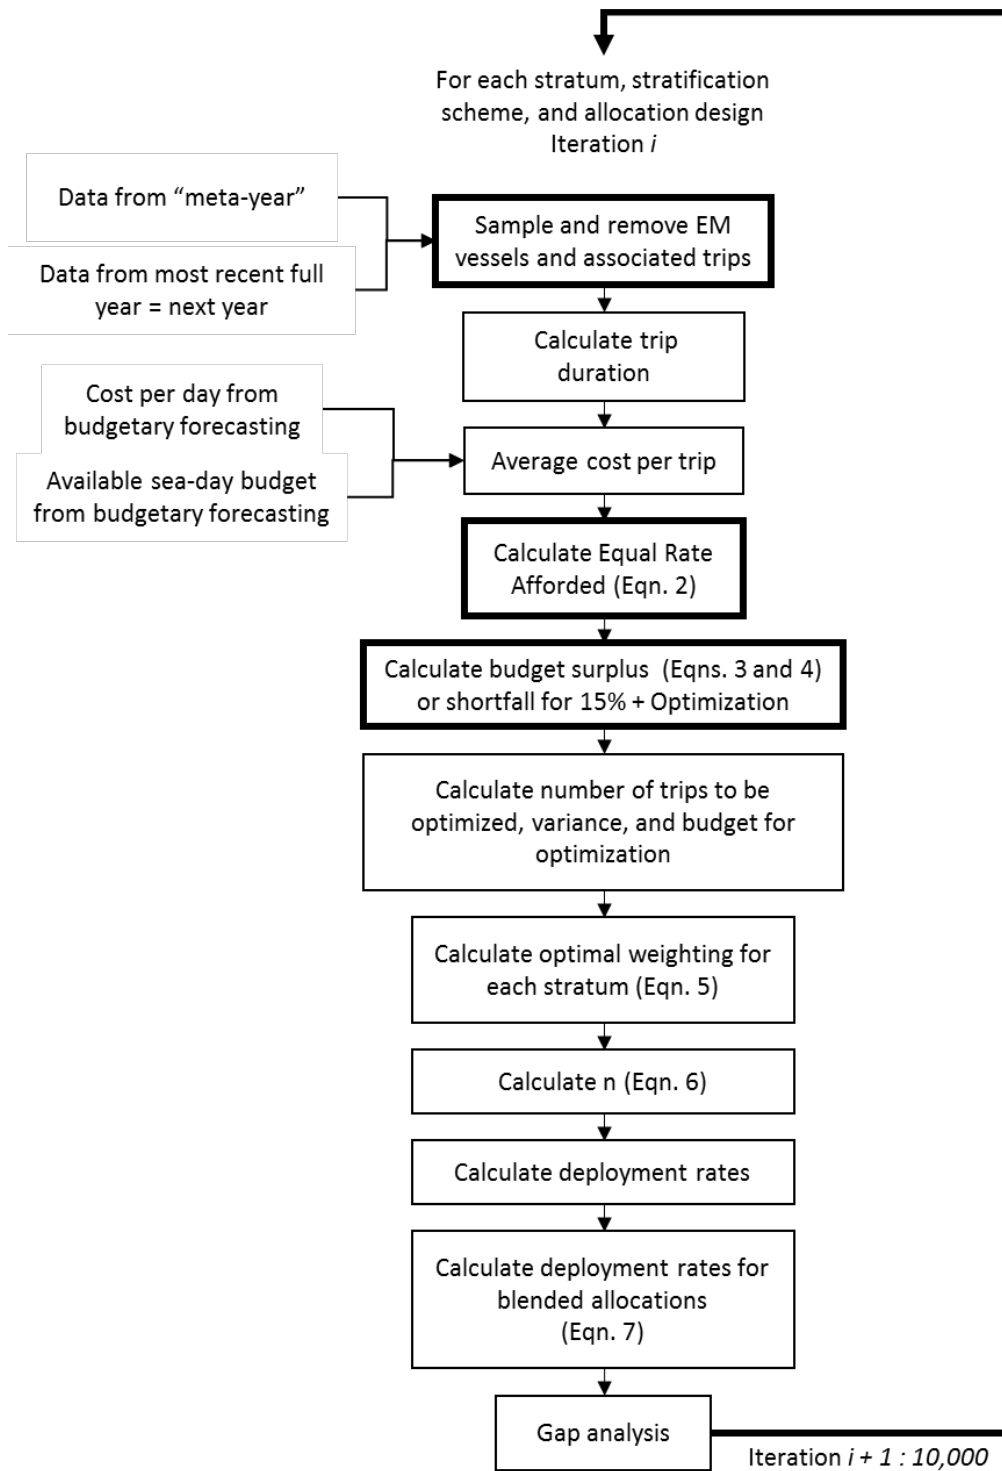 For each stratum, stratification
scheme, and allocation design
Iteration i
Data from “meta-year”
Data from most recent full
year = next year
Sample and remove EM
vessels and associated trips
Calculate trip
duration
Cost per day from
budgetary forecasting
Available sea-day budget
from budgetary forecasting
Average cost per trip
Calculate Equal Rate
Afforded (Eqn. 2)
Calculate budget surplus (Eqns. 3 and 4)
or shortfall for 15% + Optimization
Calculate number of trips to be
optimized, variance, and budget for
optimization
Calculate optimal weighting for
each stratum (Eqn. 5)
Calculate n (Eqn. 6)
Calculate deployment rates
Calculate deployment rates for
blended allocations
(Eqn. 7)
Gap analysis
Iteration i + 1 : 10,000